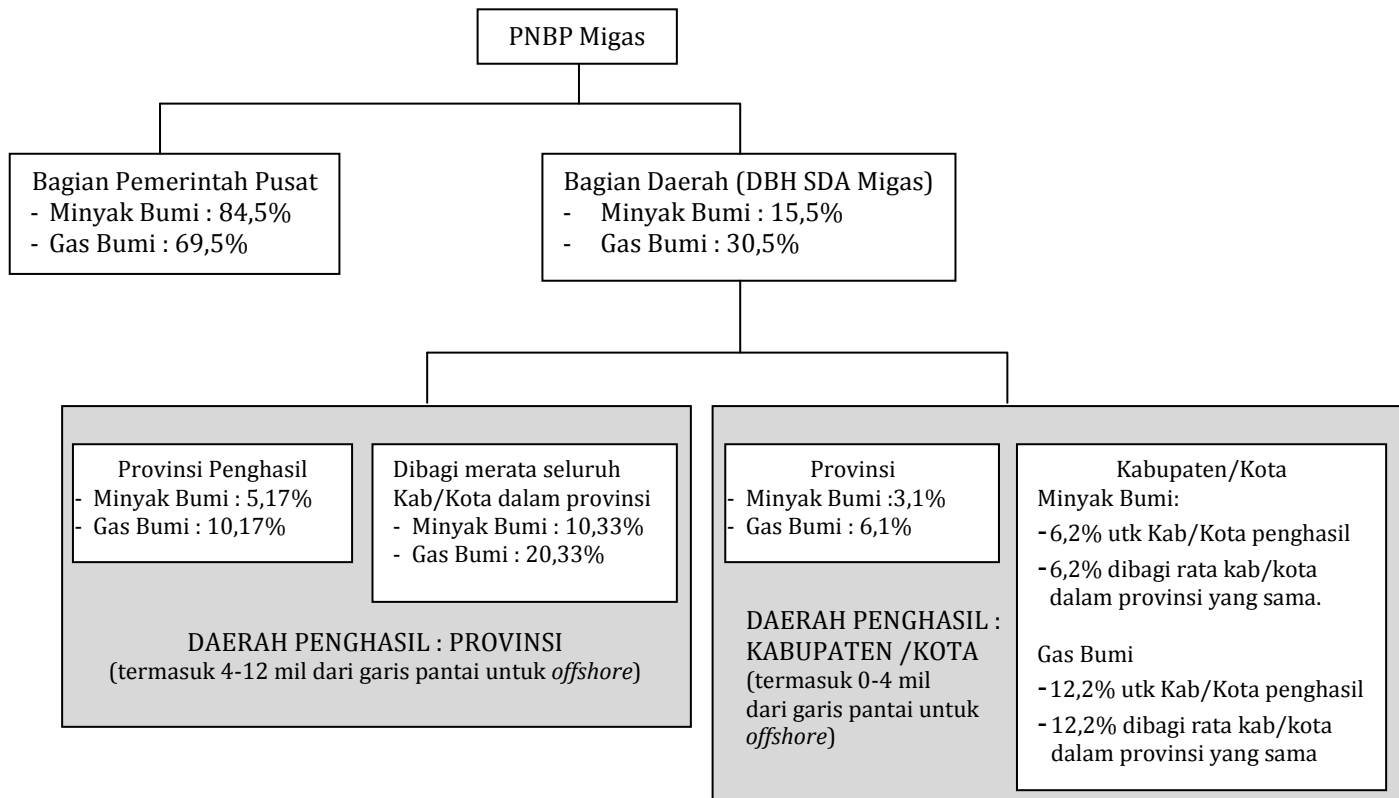 PNBP Migas
Bagian Pemerintah Pusat
- Minyak Bumi : 84,5%
- Gas Bumi : 69,5%
Bagian Daerah (DBH SDA Migas)
- Minyak Bumi : 15,5%
- Gas Bumi : 30,5%
Provinsi Penghasil
- Minyak Bumi : 5,17%
- Gas Bumi : 10,17%
Dibagi merata seluruh
Kab/Kota dalam provinsi
- Minyak Bumi : 10,33%
- Gas Bumi : 20,33%
DAERAH PENGHASIL : PROVINSI
(termasuk 4-12 mil dari garis pantai untuk offshore)
Provinsi
- Minyak Bumi :3,1%
- Gas Bumi : 6,1%
DAERAH PENGHASIL :
KABUPATEN /KOTA
(termasuk 0-4 mil
dari garis pantai untuk
offshore)
Kabupaten/Kota
Minyak Bumi:
-6,2% utk Kab/Kota penghasil
-6,2% dibagi rata kab/kota
dalam provinsi yang sama.
Gas Bumi
-12,2% utk Kab/Kota penghasil
-12,2% dibagi rata kab/kota
dalam provinsi yang sama